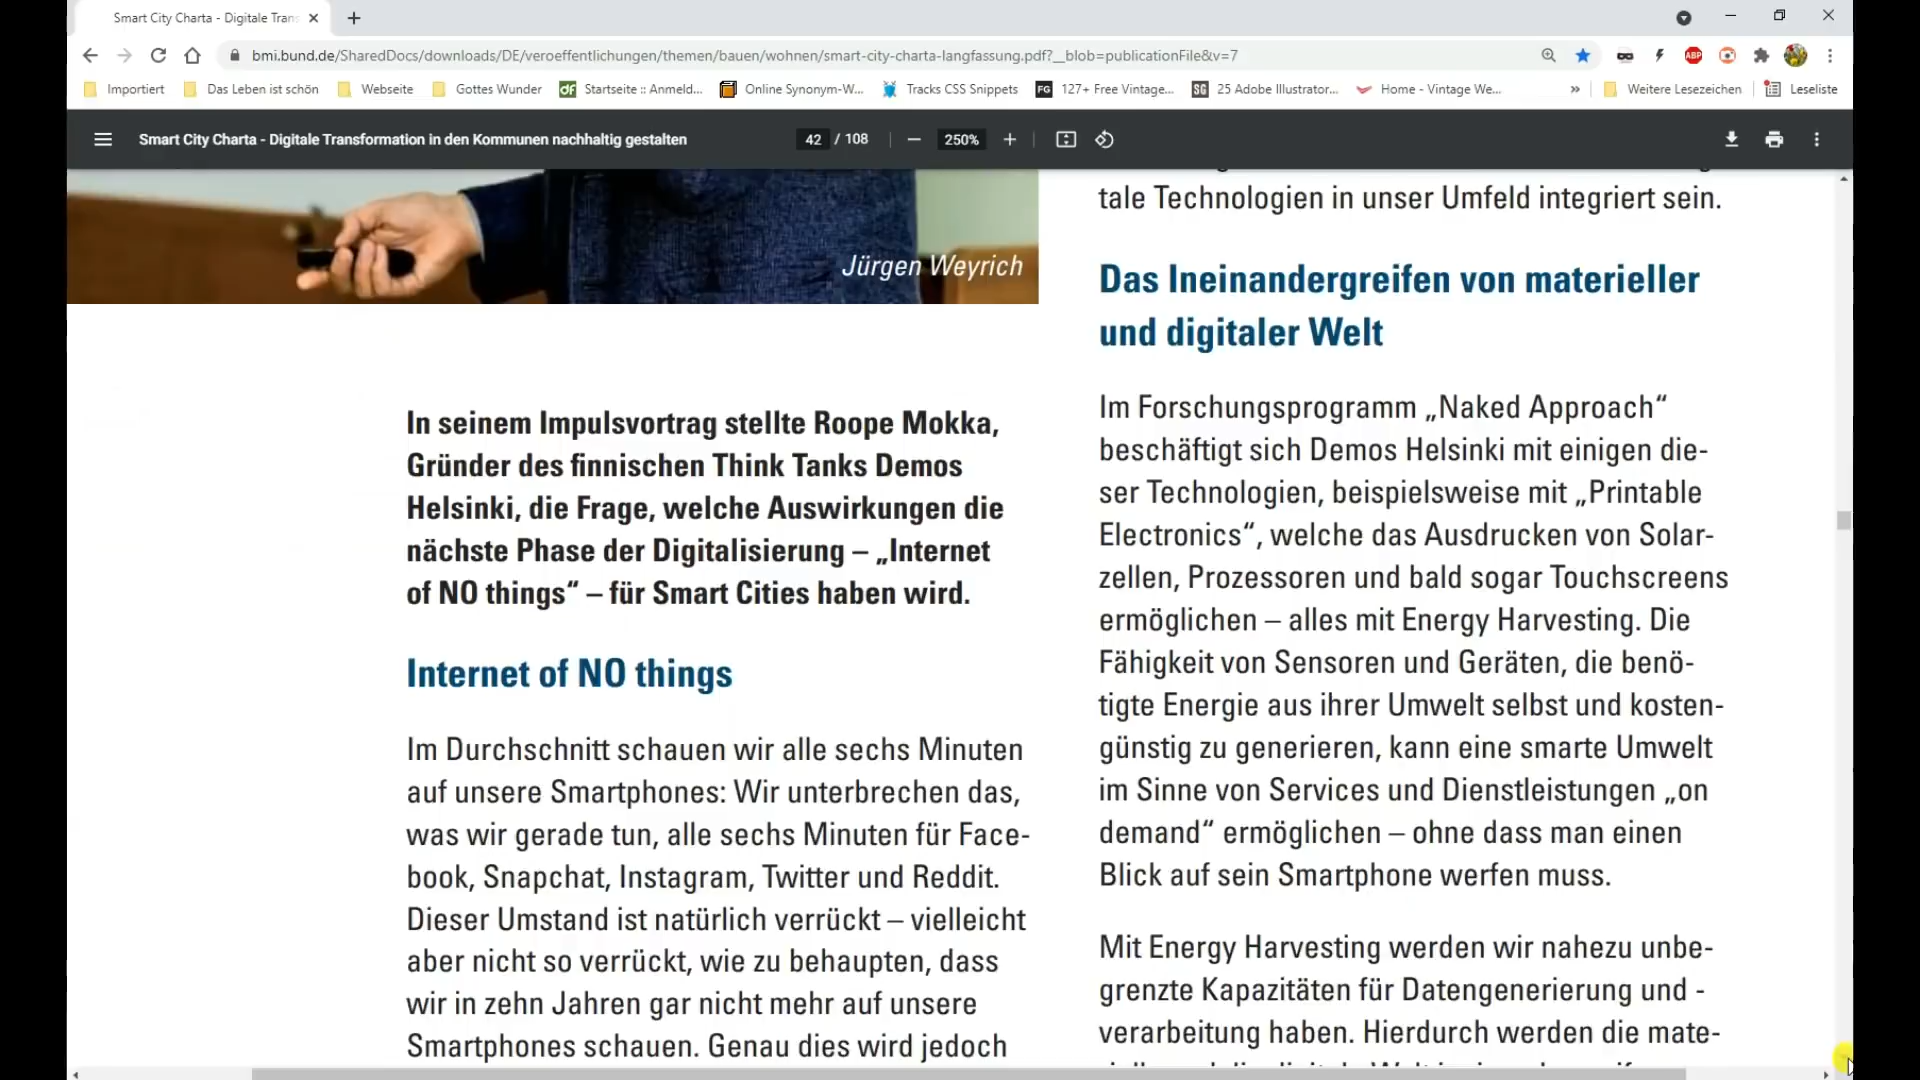 Smart City Charta - Digitale Tran
bmi.bund.de/SharedDocs/downloads/DE/veroeffentlichungen/themen/bauen/wohnen/smart-city-charta-langfassung.pdf?__blob=publicationFile&v=7
ABP
Importiert
Das Leben ist schön
Webseite
Gottes Wunder
df
Startseite :: Anmeld...
Online Synonym-W...
Tracks CSS Snippets
FG
127+ Free Vintage...
SG
25 Adobe Illustrator...
Home - Vintage We...
»
Weitere Lesezeichen
Leseliste
Smart City Charta - Digitale Transformation in den Kommunen nachhaltig gestalten
42 / 108
250%
Jürgen Weyrich
In seinem Impulsvortrag stellte Roope Mokka,
Gründer des finnischen Think Tanks Demos
Helsinki, die Frage, welche Auswirkungen die
nächste Phase der Digitalisierung – „Internet
of NO things“ – für Smart Cities haben wird.
Internet of NO things
Im Durchschnitt schauen wir alle sechs Minuten
auf unsere Smartphones: Wir unterbrechen das,
was wir gerade tun, alle sechs Minuten für Face-
book, Snapchat, Instagram, Twitter und Reddit.
Dieser Umstand ist natürlich verrückt – vielleicht
aber nicht so verrückt, wie zu behaupten, dass
wir in zehn Jahren gar nicht mehr auf unsere
Smartphones schauen. Genau dies wird jedoch
tale Technologien in unser Umfeld integriert sein.
Das Ineinandergreifen von materieller
und digitaler Welt
Im Forschungsprogramm „Naked Approach“
beschäftigt sich Demos Helsinki mit einigen die-
ser Technologien, beispielsweise mit „Printable
Electronics“, welche das Ausdrucken von Solar-
zellen, Prozessoren und bald sogar Touchscreens
ermöglichen – alles mit Energy Harvesting. Die
Fähigkeit von Sensoren und Geräten, die benö-
tigte Energie aus ihrer Umwelt selbst und kosten-
günstig zu generieren, kann eine smarte Umwelt
im Sinne von Services und Dienstleistungen „on
demand“ ermöglichen – ohne dass man einen
Blick auf sein Smartphone werfen muss.
Mit Energy Harvesting werden wir nahezu unbe-
grenzte Kapazitäten für Datengenerierung und -
verarbeitung haben. Hierdurch werden die mate-